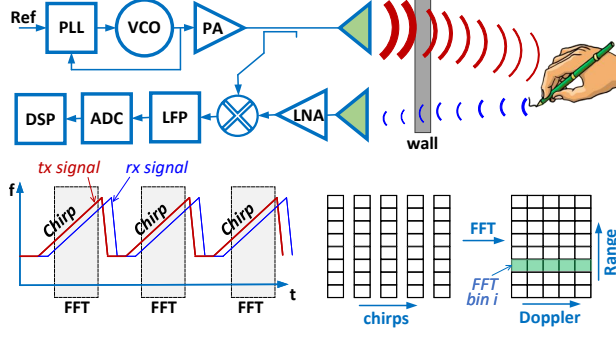 Ref
PLL
VCO
PA
DSP
ADC
LFP
LNA
wall
tx signal
rx signal
f
Chirp
Chirp
Chirp
t
FFT
FFT
FFT
chirps
FFT
FFT
bin i
Range
Doppler